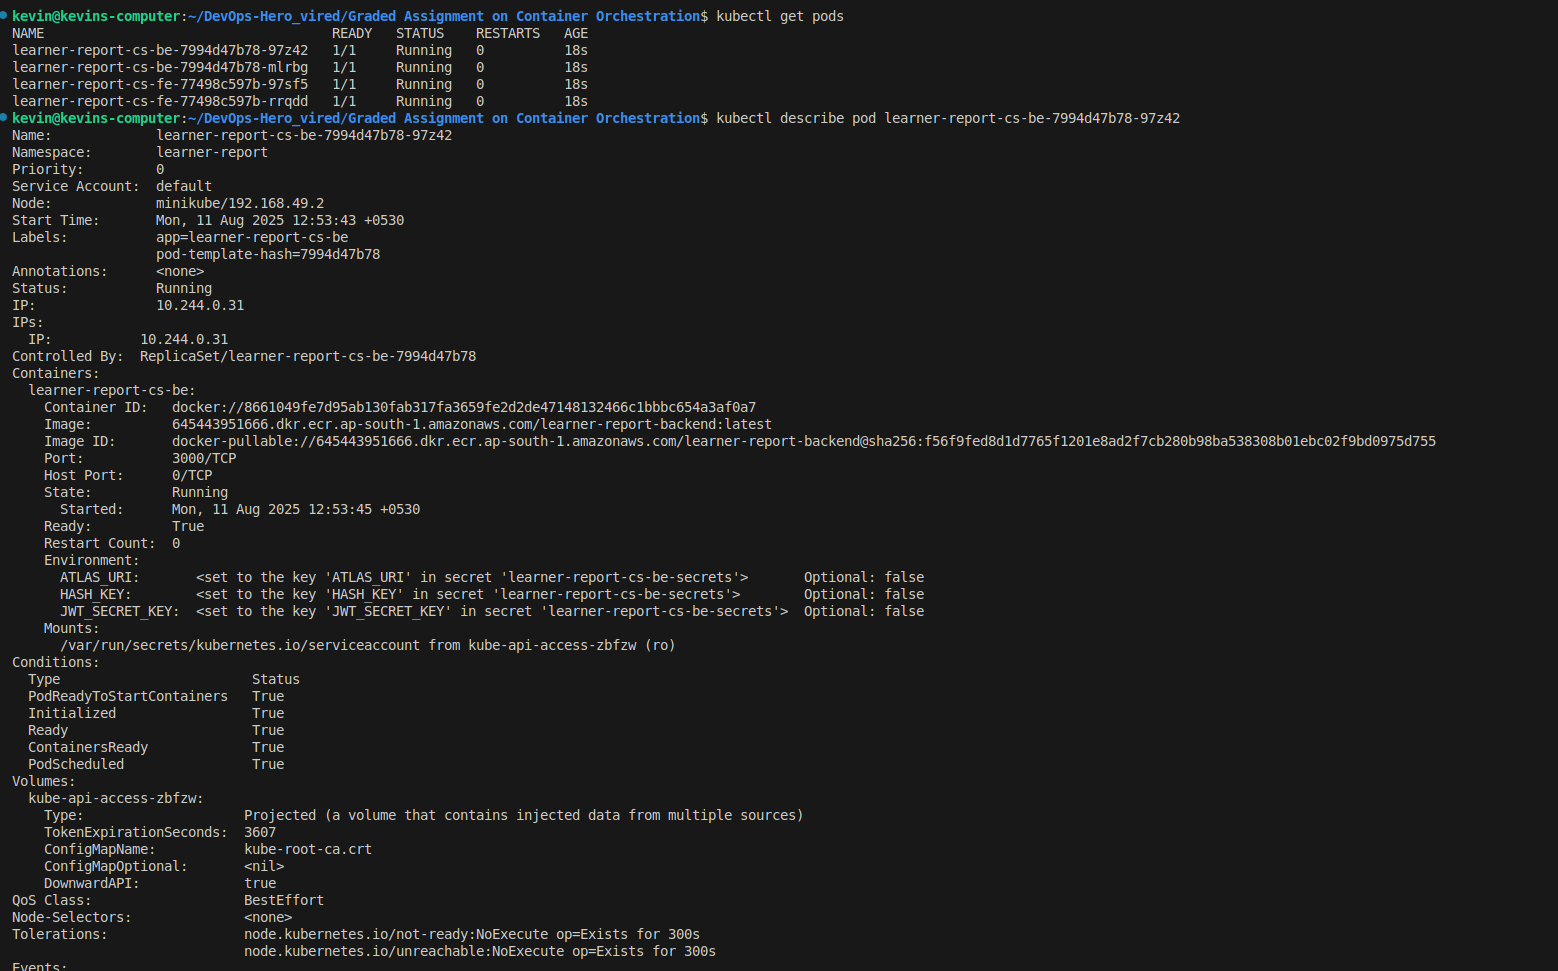 kevin@kevins-computer:~/DevOps-Hero_vired/Graded Assignment on Container Orchestration$ kubectl get pods
NAME                                    READY   STATUS    RESTARTS   AGE
learner-report-cs-be-7994d47b78-97z42   1/1     Running   0          18s
learner-report-cs-be-7994d47b78-mlrbg   1/1     Running   0          18s
learner-report-cs-fe-77498c597b-97sf5   1/1     Running   0          18s
learner-report-cs-fe-77498c597b-rrqdd   1/1     Running   0          18s
kevin@kevins-computer:~/DevOps-Hero_vired/Graded Assignment on Container Orchestration$ kubectl describe pod learner-report-cs-be-7994d47b78-97z42
Name:             learner-report-cs-be-7994d47b78-97z42
Namespace:        learner-report
Priority:         0
Service Account:  default
Node:             minikube/192.168.49.2
Start Time:       Mon, 11 Aug 2025 12:53:43 +0530
Labels:           app=learner-report-cs-be
                  pod-template-hash=7994d47b78
Annotations:      <none>
Status:           Running
IP:               10.244.0.31
IPs:
  IP:           10.244.0.31
Controlled By:  ReplicaSet/learner-report-cs-be-7994d47b78
Containers:
  learner-report-cs-be:
    Container ID:   docker://8661049fe7d95ab130fab317fa3659fe2d2de47148132466c1bbbc654a3af0a7
    Image:          645443951666.dkr.ecr.ap-south-1.amazonaws.com/learner-report-backend:latest
    Image ID:       docker-pullable://645443951666.dkr.ecr.ap-south-1.amazonaws.com/learner-report-backend@sha256:f56f9fed8d1d7765f1201e8ad2f7cb280b98ba538308b01ebc02f9bd0975d755
    Port:           3000/TCP
    Host Port:      0/TCP
    State:          Running
      Started:      Mon, 11 Aug 2025 12:53:45 +0530
    Ready:          True
    Restart Count:  0
    Environment:
      ATLAS_URI:       <set to the key 'ATLAS_URI' in secret 'learner-report-cs-be-secrets'>       Optional: false
      HASH_KEY:        <set to the key 'HASH_KEY' in secret 'learner-report-cs-be-secrets'>        Optional: false
      JWT_SECRET_KEY:  <set to the key 'JWT_SECRET_KEY' in secret 'learner-report-cs-be-secrets'>  Optional: false
    Mounts:
      /var/run/secrets/kubernetes.io/serviceaccount from kube-api-access-zbfzw (ro)
Conditions:
  Type                        Status
  PodReadyToStartContainers   True
  Initialized                 True
  Ready                       True
  ContainersReady             True
  PodScheduled                True
Volumes:
  kube-api-access-zbfzw:
    Type:                    Projected (a volume that contains injected data from multiple sources)
    TokenExpirationSeconds:  3607
    ConfigMapName:           kube-root-ca.crt
    ConfigMapOptional:       <nil>
    DownwardAPI:             true
QoS Class:                   BestEffort
Node-Selectors:              <none>
Tolerations:                 node.kubernetes.io/not-ready:NoExecute op=Exists for 300s
                             node.kubernetes.io/unreachable:NoExecute op=Exists for 300s
Events: